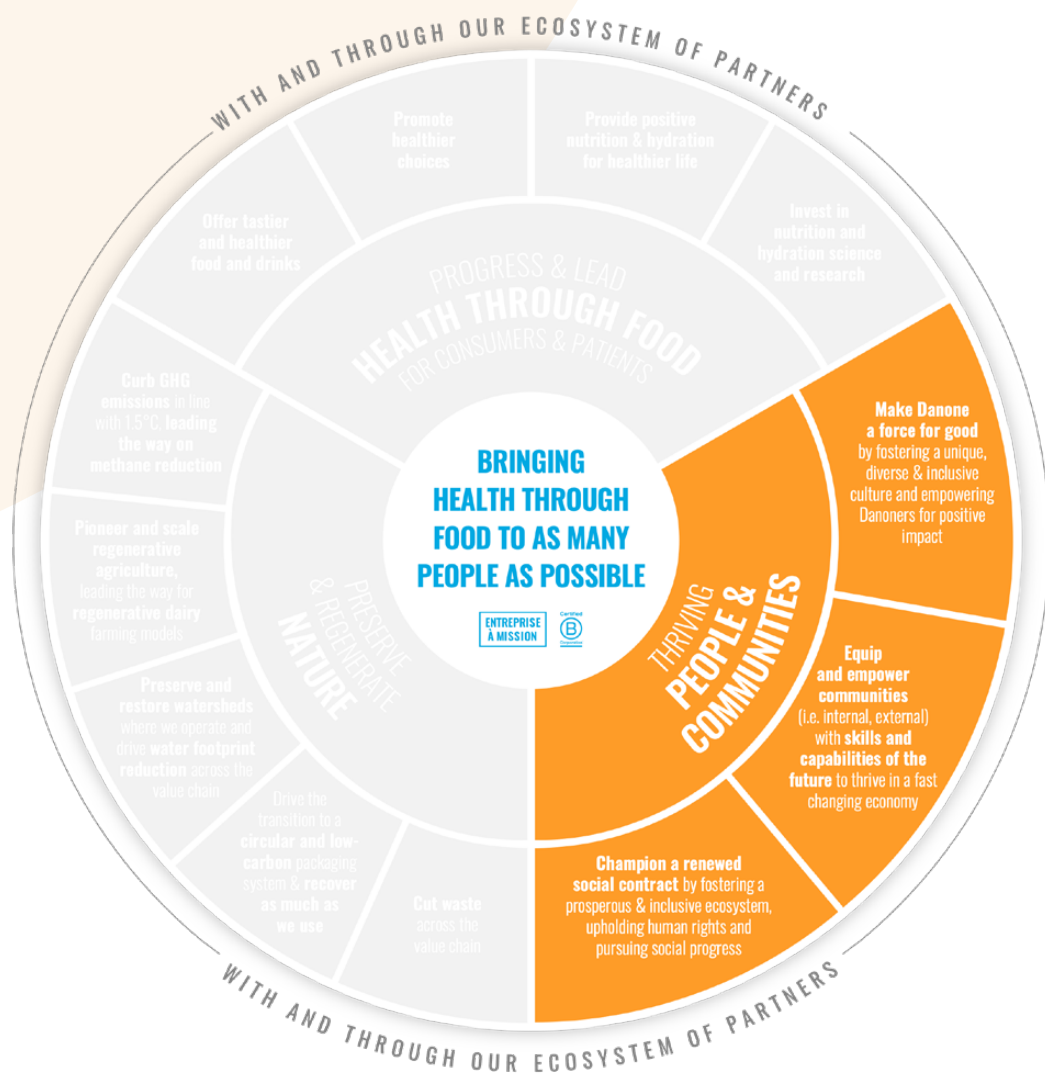 WITH AND THROUGH OUR ECOSYSTEM OF PARTNERS
Promote
healthier
choices
Provide positive
nutrition & hydration
for healthier life
Offer tastier
and healthier
food and drinks
Invest in
nutrition and
hydration science
and research
PROGRESS & LEAD
HEALTH THROUGH FOOD
FOR CONSUMERS & PATIENTS
Curb GHG
emissions in line
with 1.5°C, leading
the way on
methane reduction
Pioneer and scale
regenerative
agriculture,
leading the way for
regenerative dairy
farming models
Preserve and
restore watersheds
where we operate and
drive water footprint
reduction across the
value chain
Drive the
transition to a
circular and low-
carbon packaging
system & recover
as much as
we use
Cut waste
across the
value chain
PRESERVE
& REGENERATE
NATURE
BRINGING
HEALTH THROUGH
FOOD TO AS MANY
PEOPLE AS POSSIBLE
ENTREPRISE
À MISSION
Certified
B
Corporation
THRIVING
PEOPLE &
COMMUNITIES
Make Danone
a force for good
by fostering a unique,
diverse & inclusive
culture and empowering
Danoners for positive
impact
Equip
and empower
communities
(i.e. internal, external)
with skills and
capabilities of the
future to thrive in a fast
changing economy
Champion a renewed
social contract by fostering a
prosperous & inclusive ecosystem,
upholding human rights and
pursuing social progress
WITH AND THROUGH OUR ECOSYSTEM OF PARTNERS